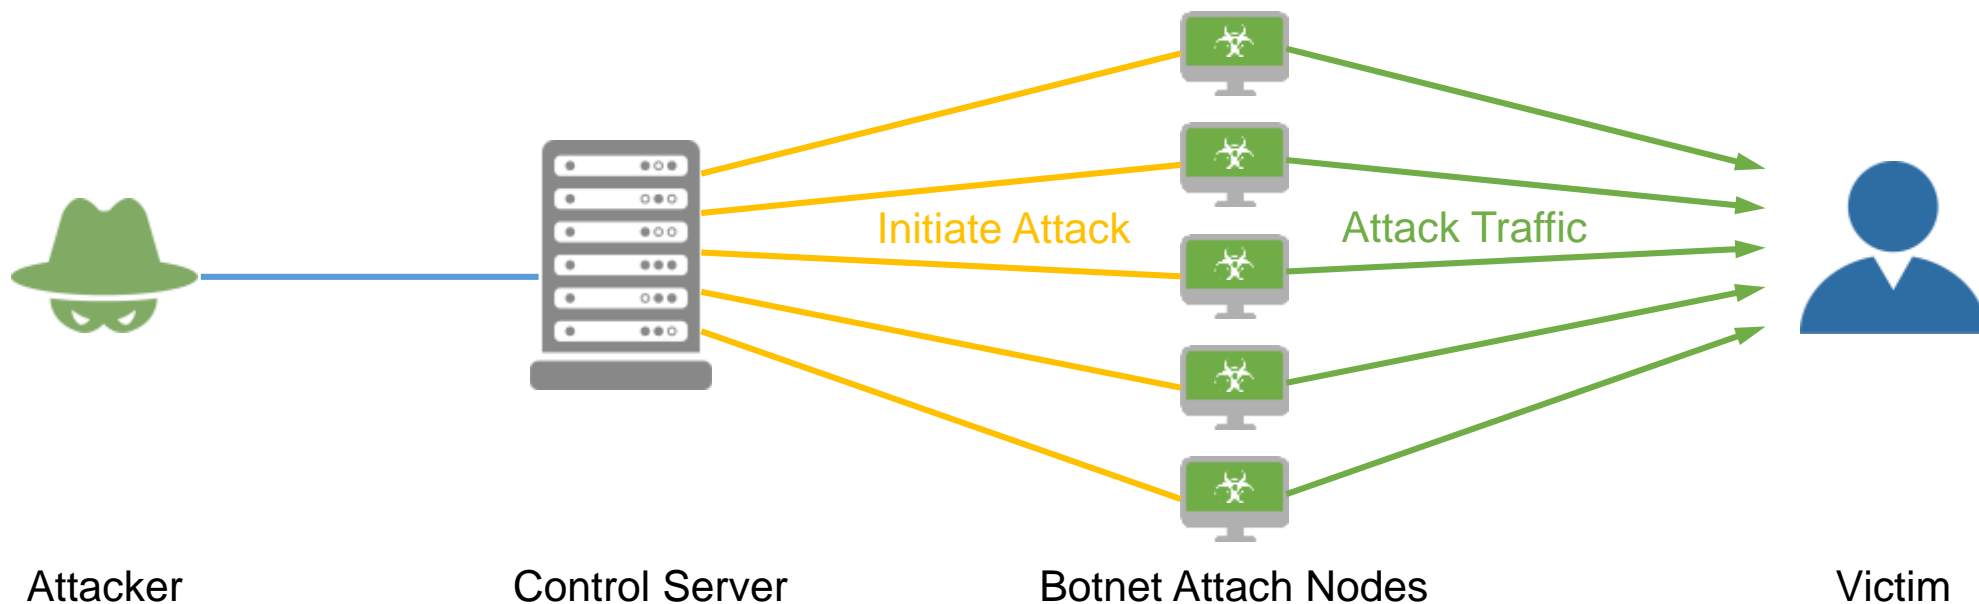 Initiate Attack
Attack Traffic
Attacker
Control Server
Botnet Attach Nodes
Victim